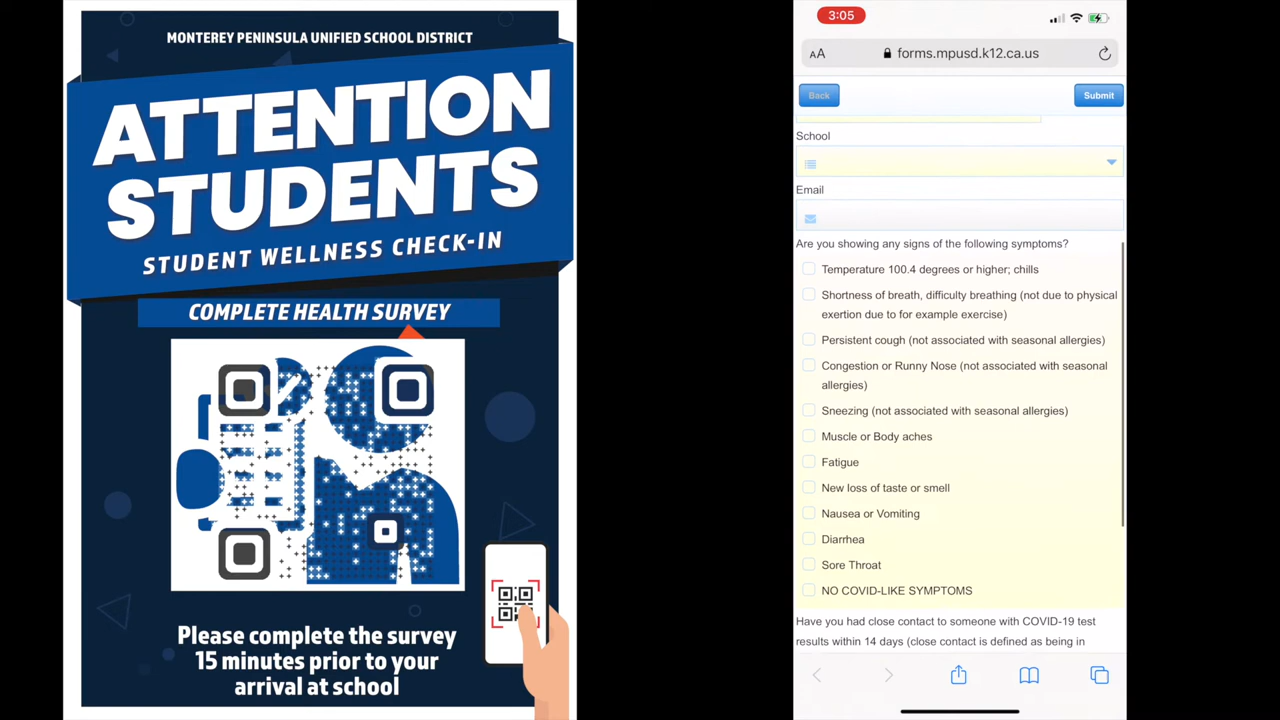 MONTEREY PENINSULA UNIFIED SCHOOL DISTRICT
ATTENTION
STUDENTS
STUDENT WELLNESS CHECK-IN
COMPLETE HEALTH SURVEY
Please complete the survey
15 minutes prior to your
arrival at school
3:05
AA
forms.mpusd.k12.ca.us
Back
Submit
School
Email
Are you showing any signs of the following symptoms?
Temperature 100.4 degrees or higher; chills
Shortness of breath, difficulty breathing (not due to physical
exertion due to for example exercise)
Persistent cough (not associated with seasonal allergies)
Congestion or Runny Nose (not associated with seasonal
allergies)
Sneezing (not associated with seasonal allergies)
Muscle or Body aches
Fatigue
New loss of taste or smell
Nausea or Vomiting
Diarrhea
Sore Throat
NO COVID-LIKE SYMPTOMS
Have you had close contact to someone with COVID-19 test
results within 14 days (close contact is defined as being in